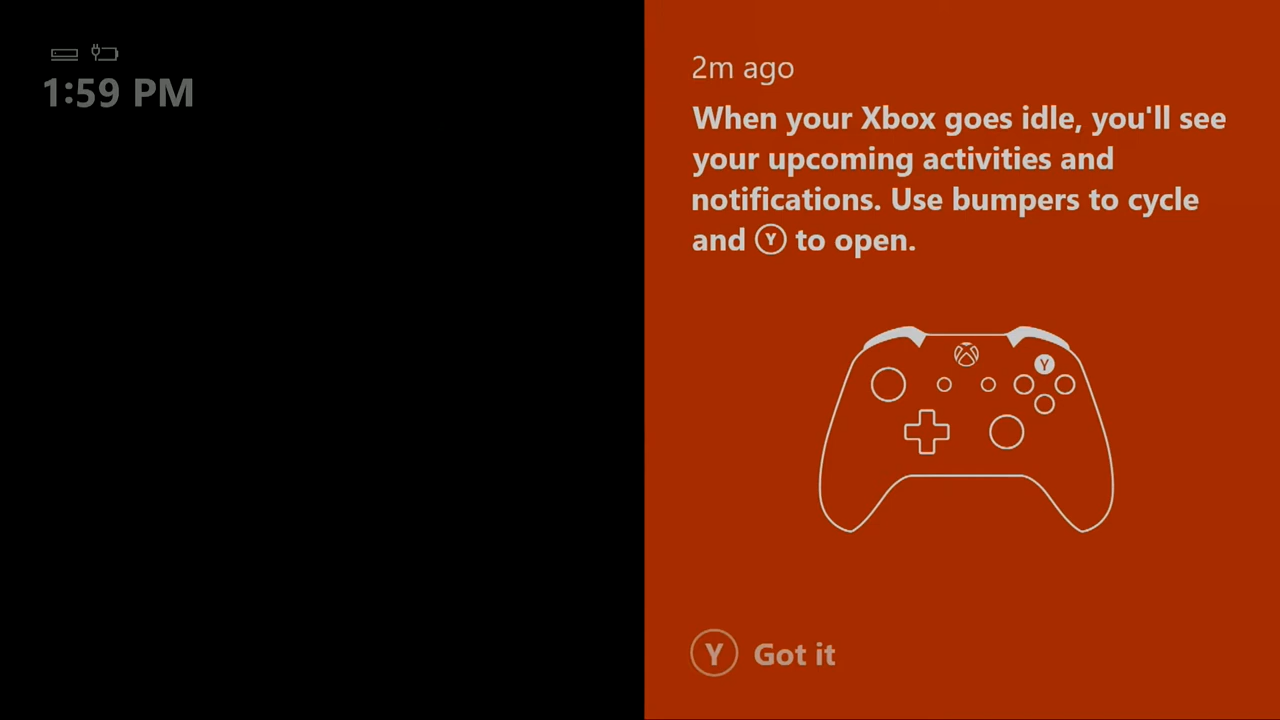 1:59 PM
2m ago
When your Xbox goes idle, you'll see
your upcoming activities and
notifications. Use bumpers to cycle
and Y to open.
Y
Y Got it